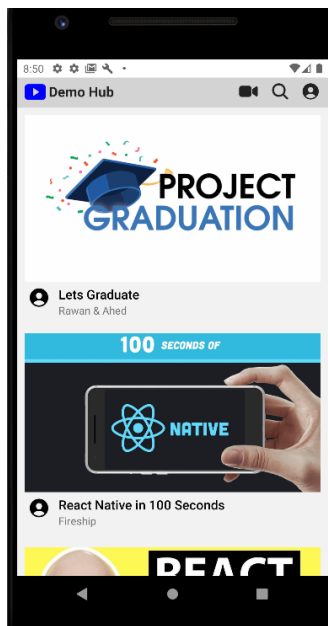 8:50
Demo Hub
PROJECT
GRADUATION
Lets Graduate
Rawan & Ahed
100 SECONDS OF
NATIVE
React Native in 100 Seconds
Fireship
REACT